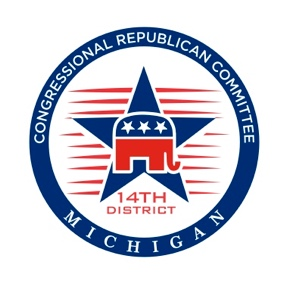 CONGRESSIONAL REPUBLICAN COMMITTEE
14TH
DISTRICT
MICHIGAN